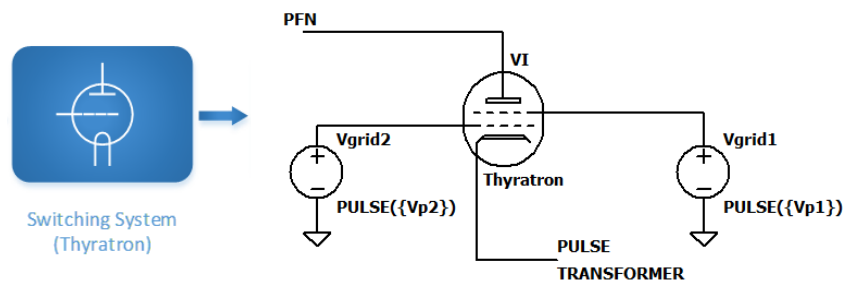 PFN
VI
Vgrid2
Vgrid1
Thyratron
PULSE({Vp2})
PULSE({Vp1})
Switching System
(Thyratron)
PULSE
TRANSFORMER